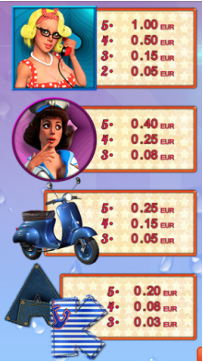 5• 1.00 EUR
4• 0.50 EUR
3• 0.15 EUR
2• 0.05 EUR
5• 0.40 EUR
4• 0.25 EUR
3• 0.08 EUR
5• 0.25 EUR
4• 0.15 EUR
3• 0.05 EUR
A K
5• 0.20 EUR
4• 0.08 EUR
3• 0.03 EUR